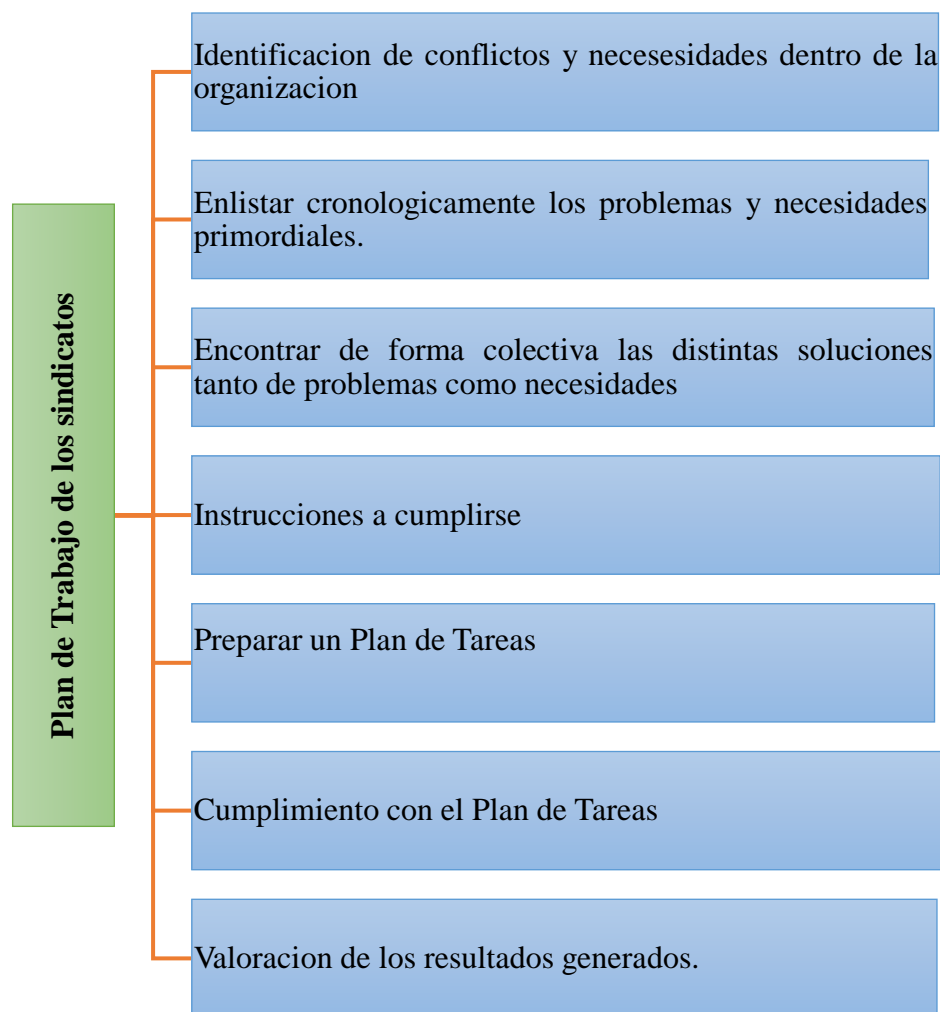 Plan de Trabajo de los sindicatos
Identificacion de conflictos y necesesidades dentro de la
organizacion
Enlistar cronologicamente los problemas y necesidades
primordiales.
Encontrar de forma colectiva las distintas soluciones
tanto de problemas como necesidades
Instrucciones a cumplirse
Preparar un Plan de Tareas
Cumplimiento con el Plan de Tareas
Valoracion de los resultados generados.